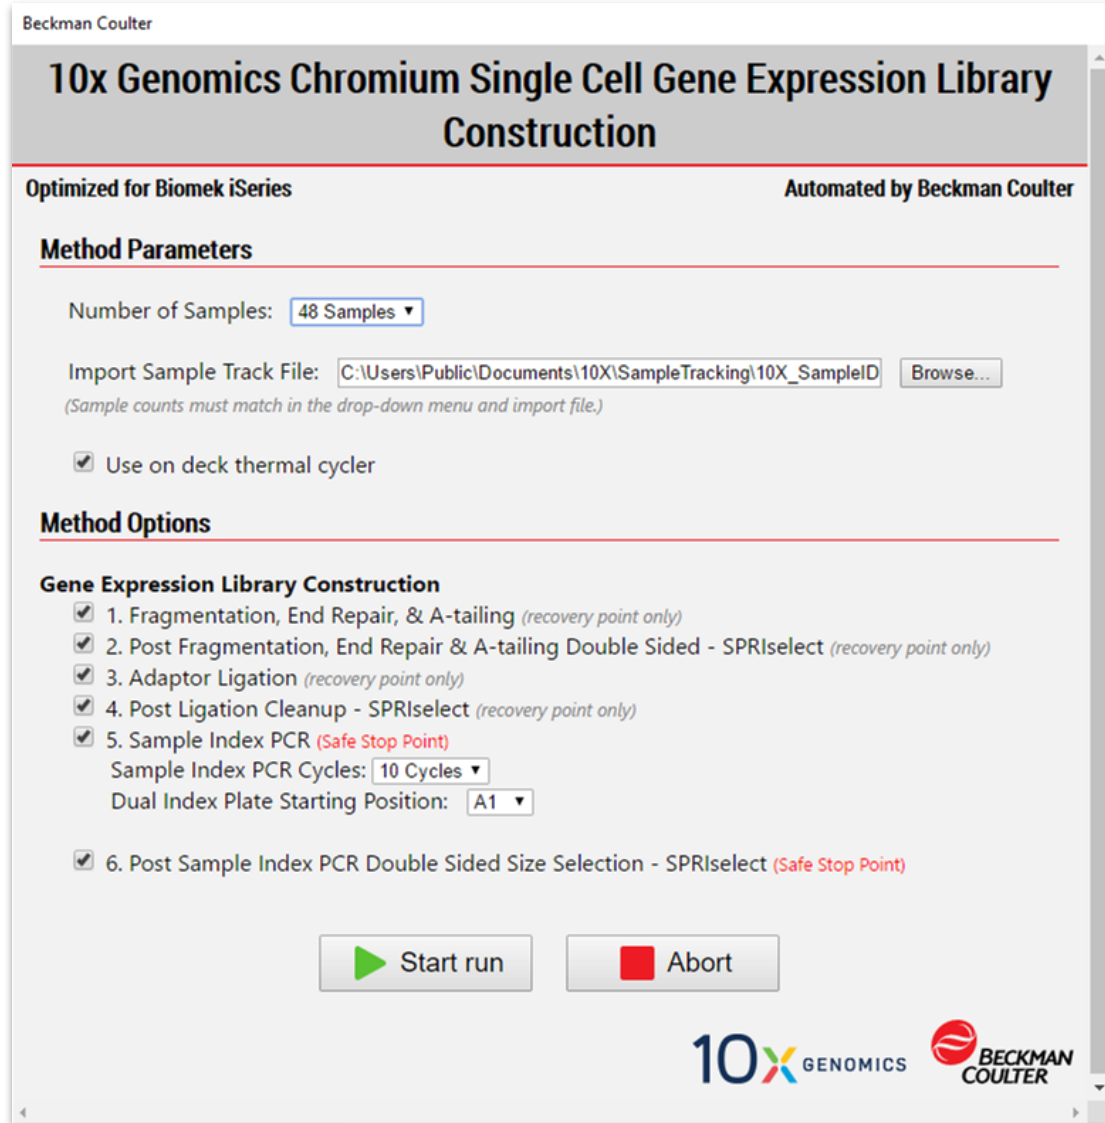 Beckman Coulter
10x Genomics Chromium Single Cell Gene Expression Library
Construction
Optimized for Biomek iSeries
Automated by Beckman Coulter
Method Parameters
Number of Samples: 48 Samples
Import Sample Track File: C:\Users\Public\Documents\10X\SampleTracking\10X_SampleID Browse...
(Sample counts must match in the drop-down menu and import file.)
Use on deck thermal cycler
Method Options
Gene Expression Library Construction
1. Fragmentation, End Repair, & A-tailing (recovery point only)
2. Post Fragmentation, End Repair & A-tailing Double Sided - SPRIselect (recovery point only)
3. Adaptor Ligation (recovery point only)
4. Post Ligation Cleanup - SPRIselect (recovery point only)
5. Sample Index PCR (Safe Stop Point)
Sample Index PCR Cycles: 10 Cycles
Dual Index Plate Starting Position: A1
6. Post Sample Index PCR Double Sided Size Selection - SPRIselect (Safe Stop Point)
Start run
Abort
10X GENOMICS
BECKMAN
COULTER